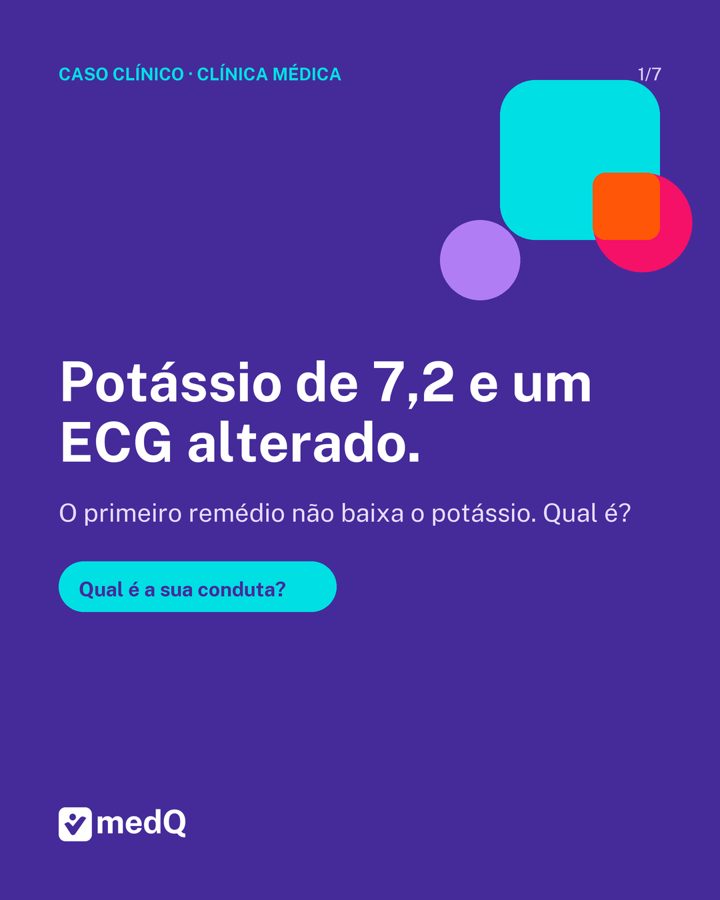 CASO CLÍNICO · CLÍNICA MÉDICA
1/7
Potássio de 7,2 e um
ECG alterado.
O primeiro remédio não baixa o potássio. Qual é?
Qual é a sua conduta?
medQ